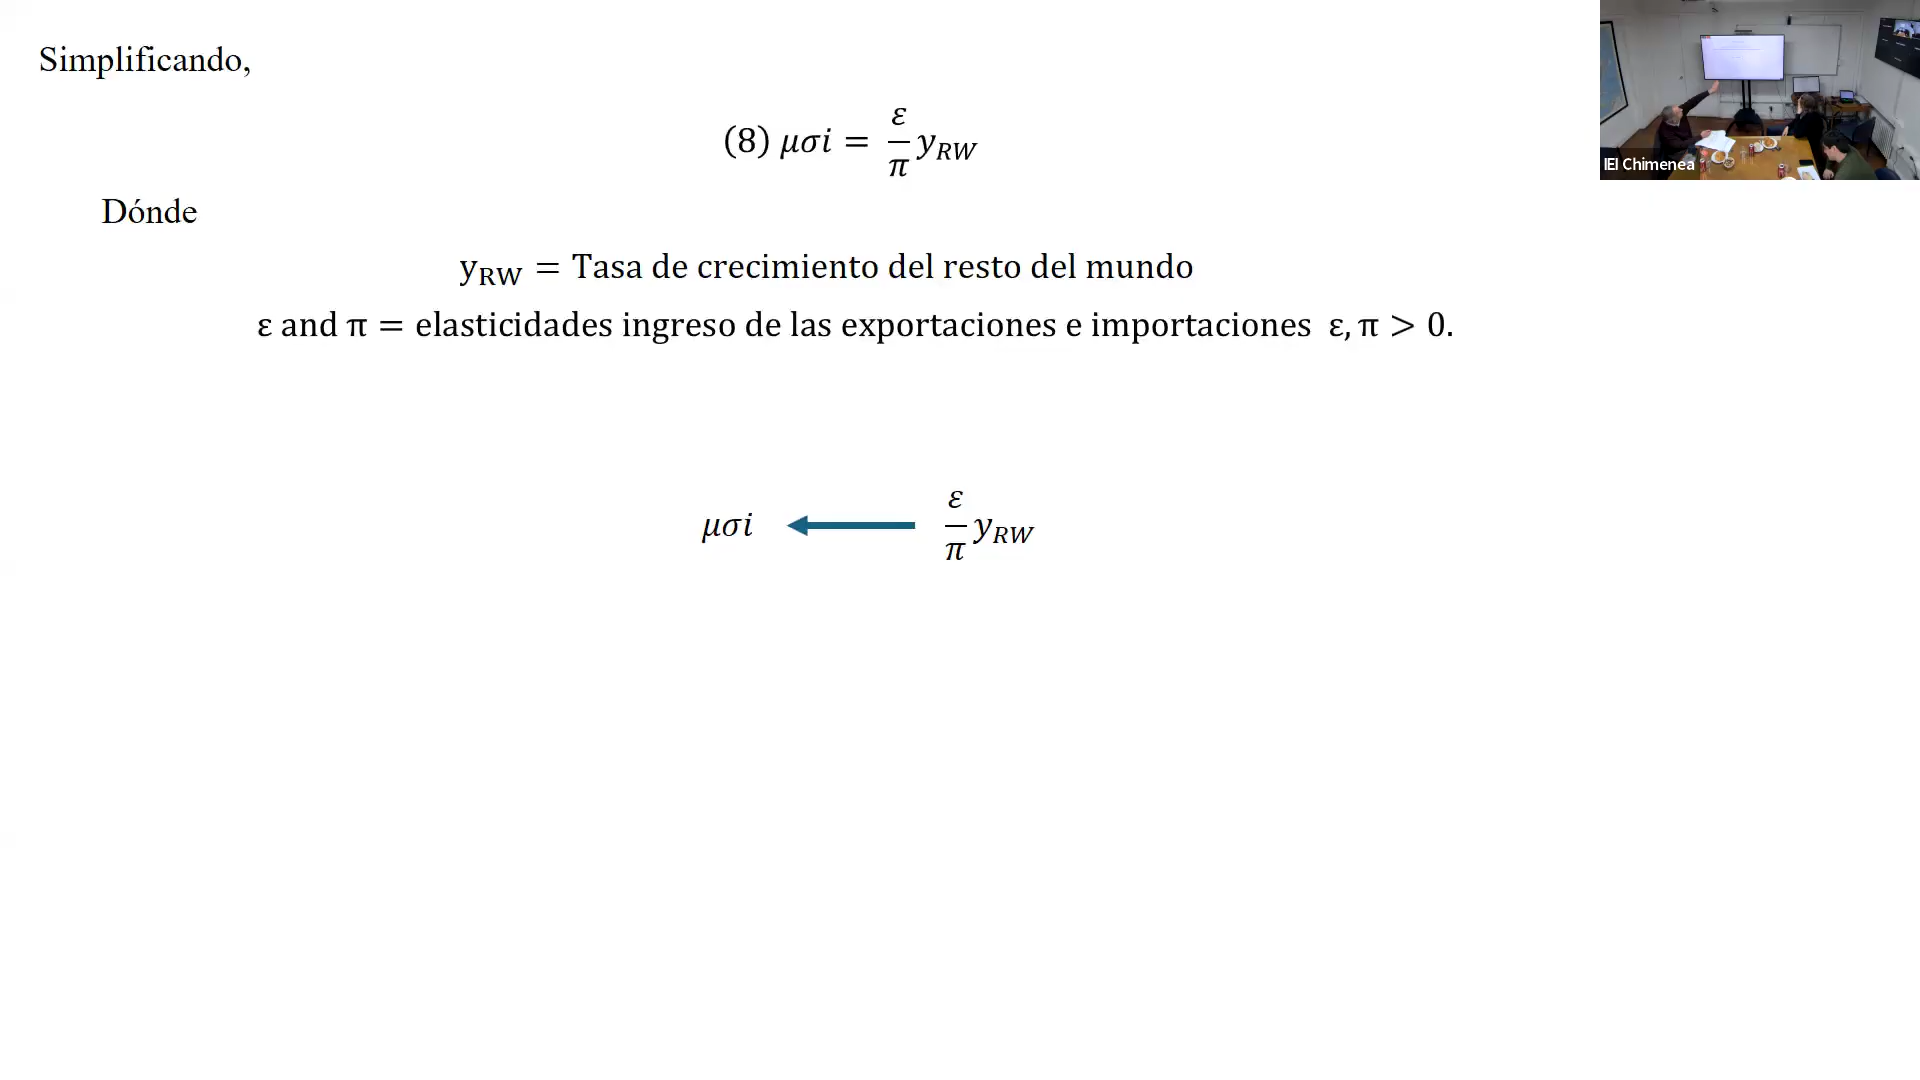 Simplificando,
(8) μσi = ε/π y_RW
Dónde
y_RW = Tasa de crecimiento del resto del mundo
ε and π = elasticidades ingreso de las exportaciones e importaciones ε, π > 0.
μσi ← ε/π y_RW
IEI Chimenea